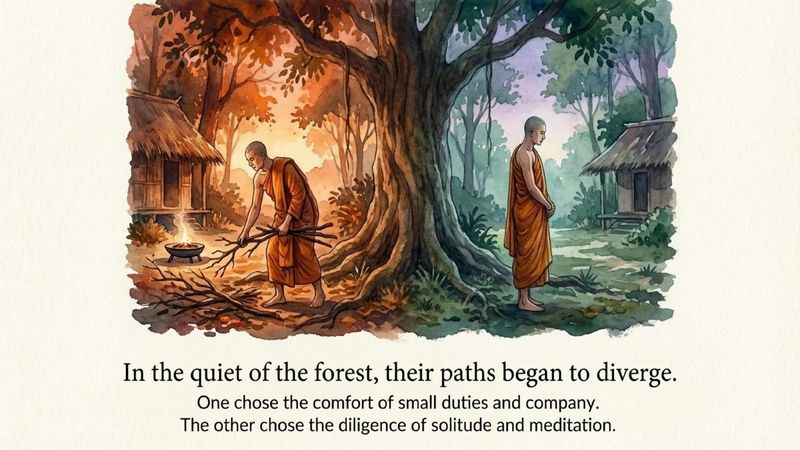 In the quiet of the forest, their paths began to diverge.
One chose the comfort of small duties and company.
The other chose the diligence of solitude and meditation.